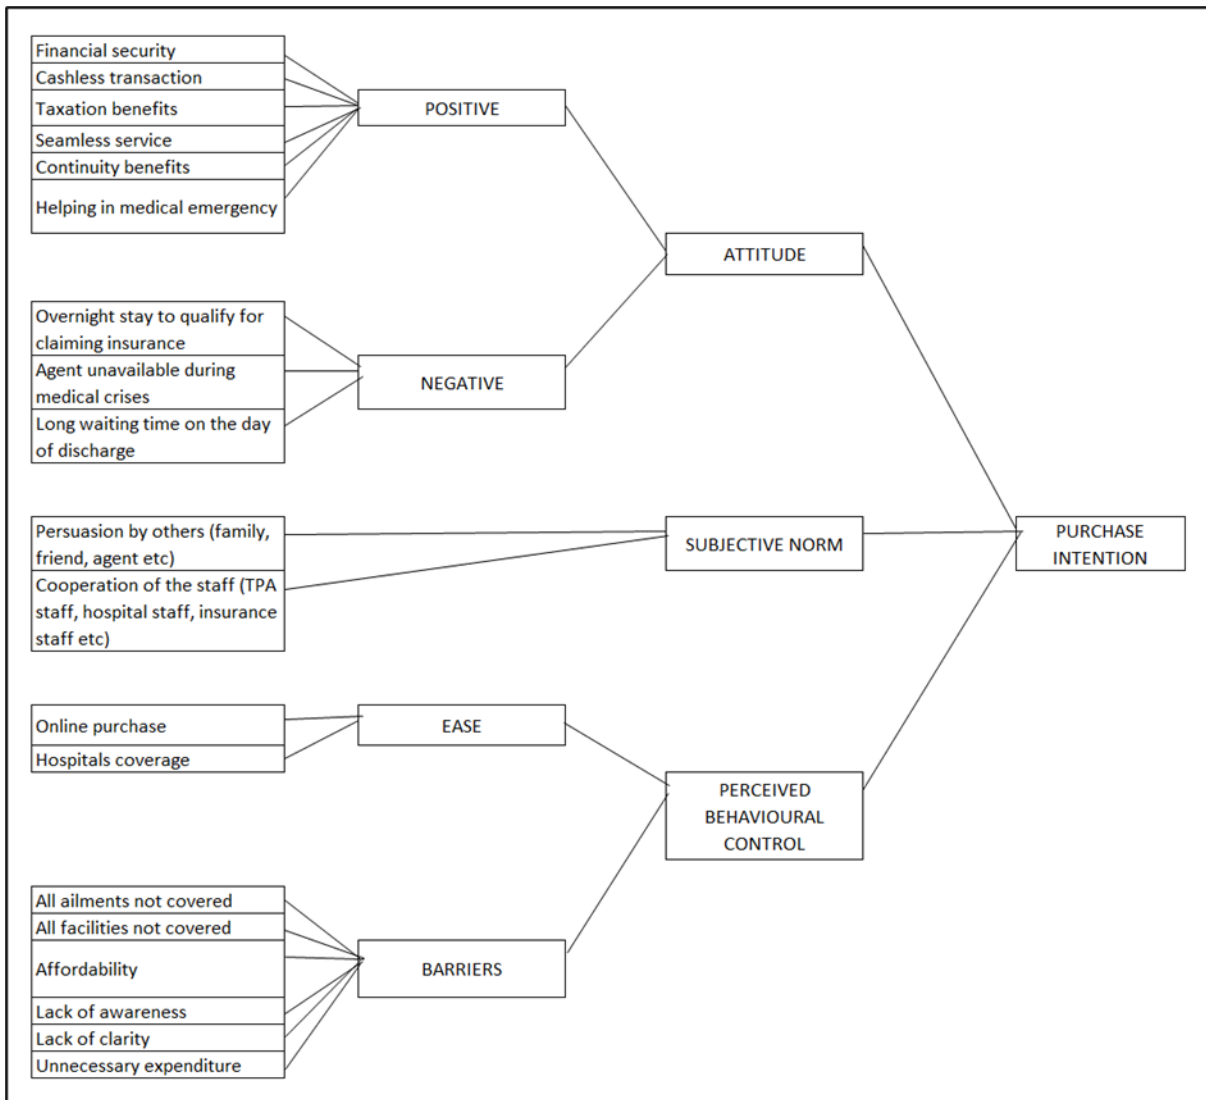 Financial security
Cashless transaction
Taxation benefits
Seamless service
Continuity benefits
Helping in medical emergency
POSITIVE
Overnight stay to qualify for
claiming insurance
Agent unavailable during
medical crises
Long waiting time on the day
of discharge
NEGATIVE
ATTITUDE
Persuasion by others (family,
friend, agent etc)
Cooperation of the staff (TPA
staff, hospital staff, insurance
staff etc)
SUBJECTIVE NORM
Online purchase
Hospitals coverage
EASE
All ailments not covered
All facilities not covered
Affordability
Lack of awareness
Lack of clarity
Unnecessary expenditure
BARRIERS
PERCEIVED
BEHAVIOURAL
CONTROL
PURCHASE
INTENTION